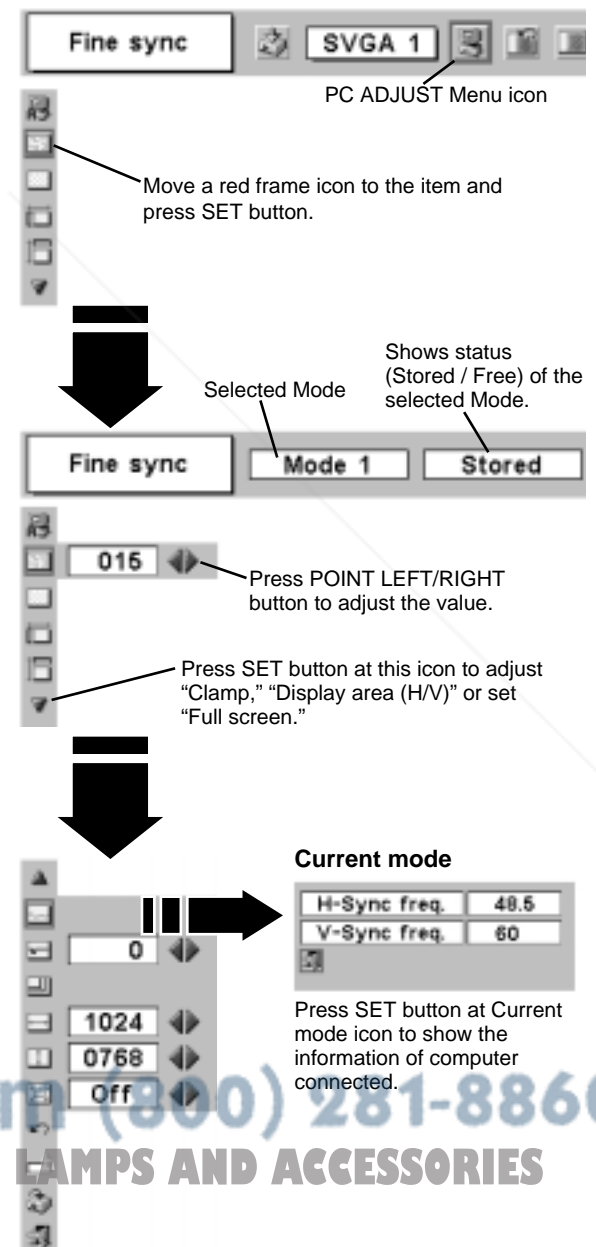 Fine sync
SVGA 1
PC ADJUST Menu icon
Move a red frame icon to the item and
press SET button.
Shows status
(Stored / Free) of the
selected Mode.
Selected Mode
Fine sync
Mode 1
Stored
015
Press POINT LEFT/RIGHT
button to adjust the value.
Press SET button at this icon to adjust
“Clamp,” “Display area (H/V)” or set
“Full screen.”
Current mode
H-Sync freq. 48.5
V-Sync freq. 60
0
Press SET button at Current
mode icon to show the
information of computer
connected.
1024
0768
Off
m (800) 281-8860
LAMPS AND ACCESSORIES